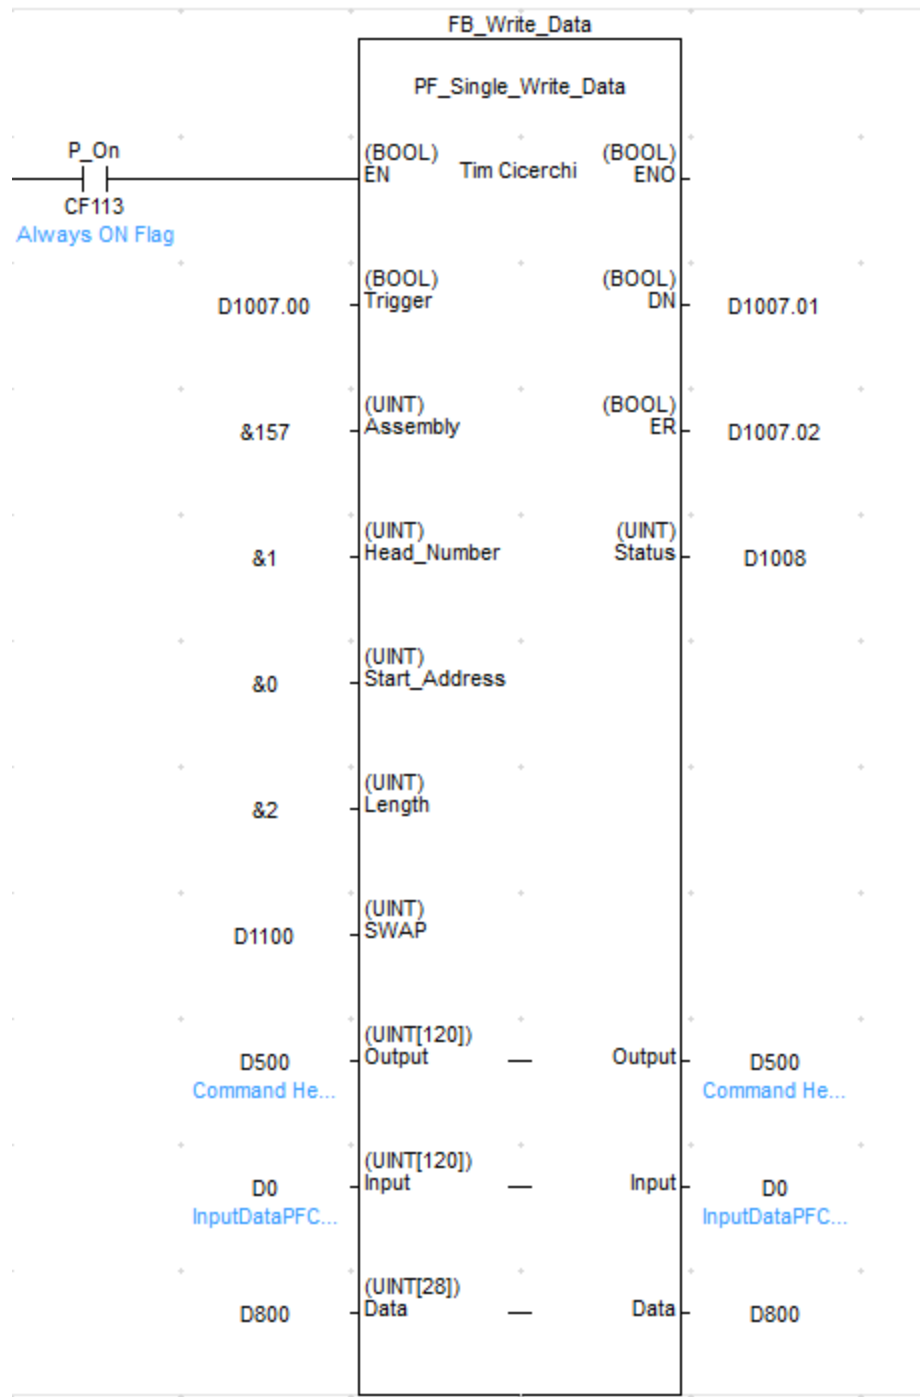 FB_Write_Data
PF_Single_Write_Data
P_On
(BOOL) (BOOL)
EN Tim Cicerchi ENO
CF113
Always ON Flag
(BOOL) (BOOL)
D1007.00 Trigger DN D1007.01
(UINT) (BOOL)
&157 Assembly ER D1007.02
(UINT) (UINT)
&1 Head_Number Status D1008
(UINT)
&0 Start_Address
(UINT)
&2 Length
(UINT)
D1100 SWAP
(UINT[120])
D500 Output — Output D500
Command He... Command He...
(UINT[120])
D0 Input — Input D0
InputDataPFC... InputDataPFC...
(UINT[28])
D800 Data — Data D800